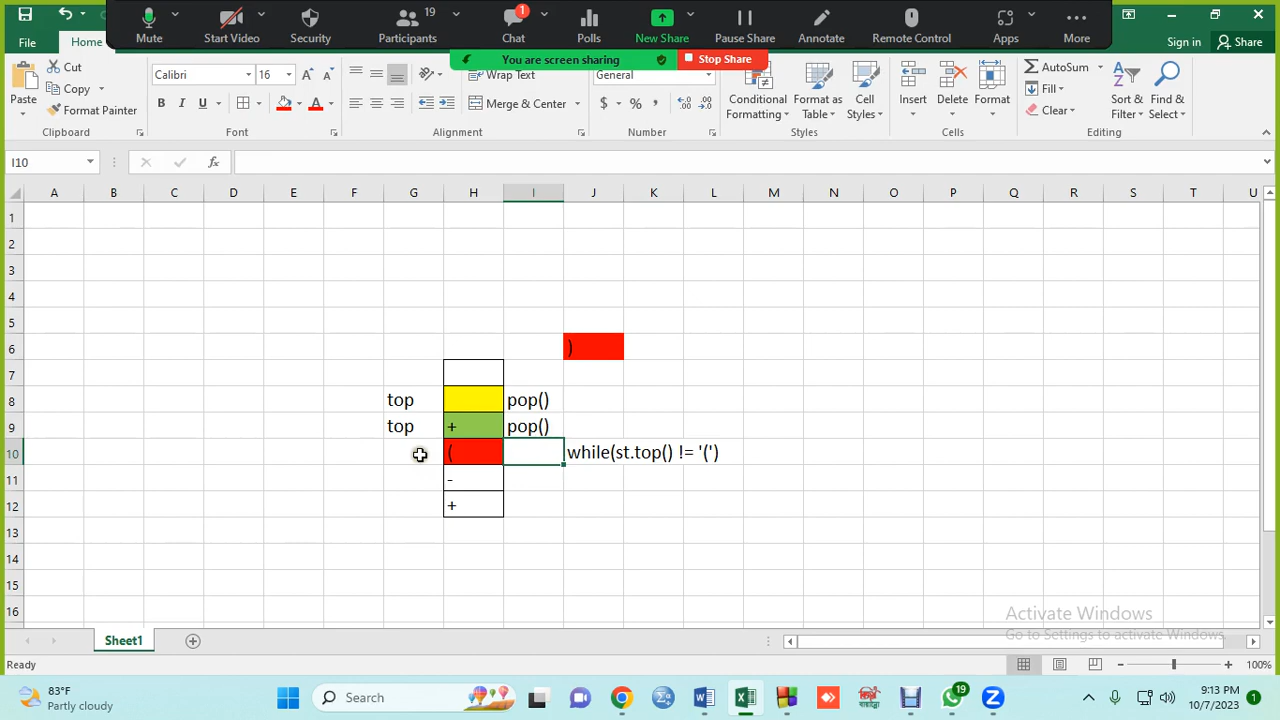 Mute
Start Video
Security
Participants
19
Chat
1
Polls
New Share
Pause Share
Annotate
Remote Control
Apps
More
You are screen sharing
Stop Share
File
Home
Sign in
Share
Paste
Cut
Copy
Format Painter
Clipboard
Calibri
16
B I U
Font
Wrap Text
Merge & Center
Alignment
General
$ % ,
Number
Conditional Formatting
Format as Table
Cell Styles
Styles
Insert
Delete
Format
Cells
AutoSum
Fill
Clear
Sort & Filter
Find & Select
Editing
I10
fx
A B C D E F G H I J K L M N O P Q R S T U
1
2
3
4
5
6 )
7
8 top pop()
9 top + pop()
10 ( while(st.top() != '(')
11 -
12 +
13
14
15
16
Activate Windows
Go to Settings to activate Windows.
Sheet1
Ready
100%
83°F
Partly cloudy
Search
19
9:13 PM
10/7/2023
1